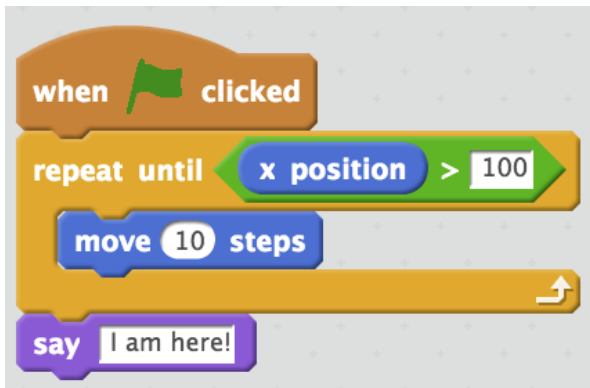 when clicked
repeat until x position > 100
move 10 steps
say I am here!